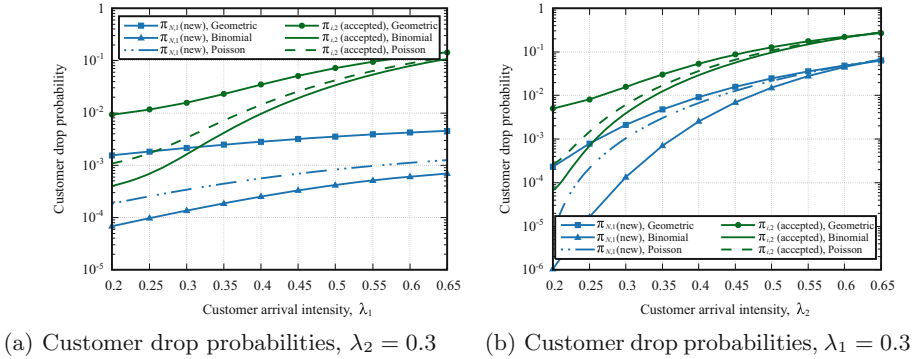 π_{N,1}(new), Geometric
π_{N,1}(new), Binomial
π_{N,1}(new), Poisson
π_{i,2}(accepted), Geometric
π_{i,2}(accepted), Binomial
π_{i,2}(accepted), Poisson
Customer drop probability
1
10^{-1}
10^{-2}
10^{-3}
10^{-4}
10^{-5}
0.2 0.25 0.3 0.35 0.4 0.45 0.5 0.55 0.6 0.65
Customer arrival intensity, λ_1
(a) Customer drop probabilities, λ_2 = 0.3
Customer drop probability
1
10^{-1}
10^{-2}
10^{-3}
10^{-4}
10^{-5}
10^{-6}
π_{N,1}(new), Geometric
π_{N,1}(new), Binomial
π_{N,1}(new), Poisson
π_{i,2}(accepted), Geometric
π_{i,2}(accepted), Binomial
π_{i,2}(accepted), Poisson
0.2 0.25 0.3 0.35 0.4 0.45 0.5 0.55 0.6 0.65
Customer arrival intensity, λ_2
(b) Customer drop probabilities, λ_1 = 0.3